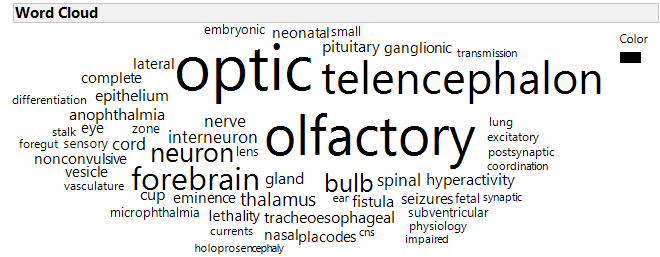 Word Cloud
Color
embryonic
neonatal small
pituitary ganglionic transmission
lateral
optic telencephalon
complete
differentiation epithelium
anophthalmia
stalk eye zone nerve
foregut sensory cord interneuron
olfactory
lung
excitatory
postsynaptic
coordination
nonconvulsive neuron lens
vesicle
vasculature forebrain gland bulb spinal hyperactivity
cup eminence thalamus ear fistula seizures fetal synaptic
microphthalmia lethality tracheoesophageal subventricular
currents nasal placodes cns physiology
impaired
holoprosencephaly